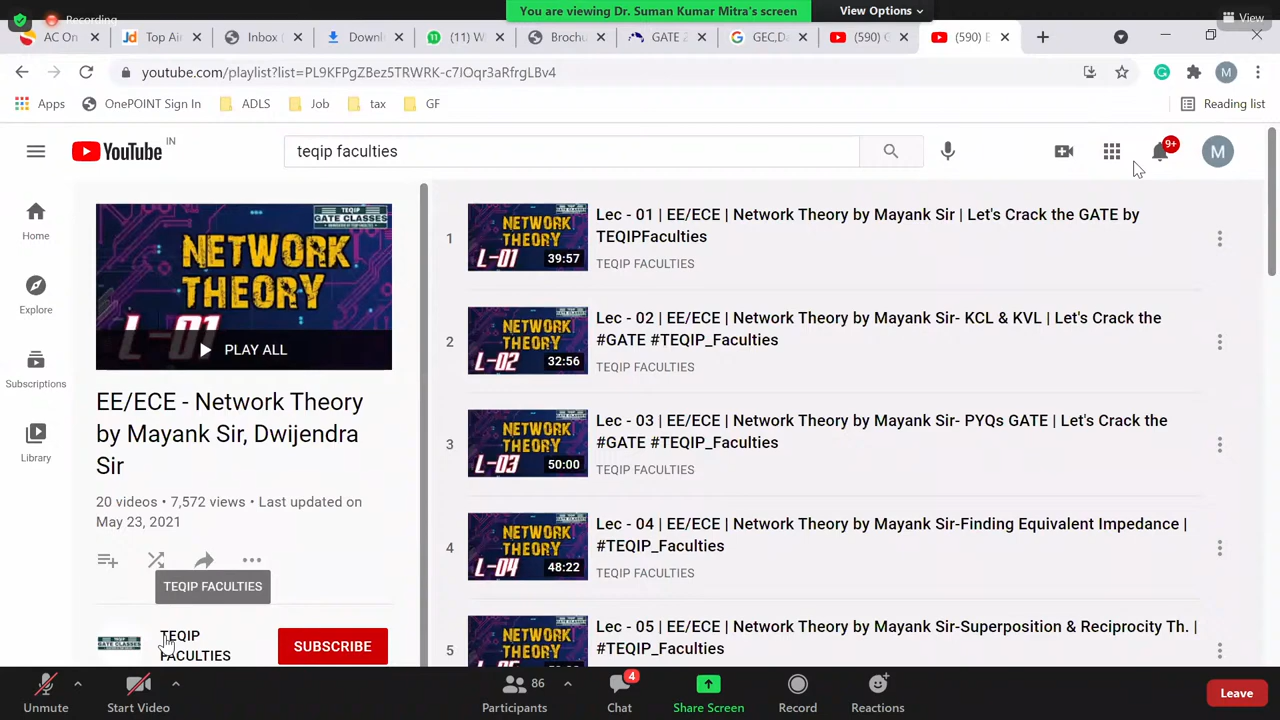 Recording
You are viewing Dr. Suman Kumar Mitra's screen
View Options
View
AC On
Top Air
Inbox
Downl
(11) W
Brochu
GATE 2
GEC,D
(590)
(590) E
youtube.com/playlist?list=PL9KFPgZBez5TRWRK-c7IOqr3aRfrgLBv4
M
Apps
OnePOINT Sign In
ADLS
Job
tax
GF
Reading list
YouTube IN
teqip faculties
9+
M
Home
Explore
Subscriptions
Library
TEQIP
GATE CLASSES
NETWORK
THEORY
L-01
PLAY ALL
EE/ECE - Network Theory
by Mayank Sir, Dwijendra
Sir
20 videos • 7,572 views • Last updated on
May 23, 2021
TEQIP FACULTIES
TEQIP
FACULTIES
SUBSCRIBE
1
NETWORK
THEORY
L-01
39:57
Lec - 01 | EE/ECE | Network Theory by Mayank Sir | Let's Crack the GATE by
TEQIPFaculties
TEQIP FACULTIES
2
NETWORK
THEORY
L-02
32:56
Lec - 02 | EE/ECE | Network Theory by Mayank Sir- KCL & KVL | Let's Crack the
#GATE #TEQIP_Faculties
TEQIP FACULTIES
3
NETWORK
THEORY
L-03
50:00
Lec - 03 | EE/ECE | Network Theory by Mayank Sir- PYQs GATE | Let's Crack the
#GATE #TEQIP_Faculties
TEQIP FACULTIES
4
NETWORK
THEORY
L-04
48:22
Lec - 04 | EE/ECE | Network Theory by Mayank Sir-Finding Equivalent Impedance |
#TEQIP_Faculties
TEQIP FACULTIES
5
NETWORK
THEORY
Lec - 05 | EE/ECE | Network Theory by Mayank Sir-Superposition & Reciprocity Th. |
#TEQIP_Faculties
Unmute
Start Video
86
Participants
4
Chat
Share Screen
Record
Reactions
Leave